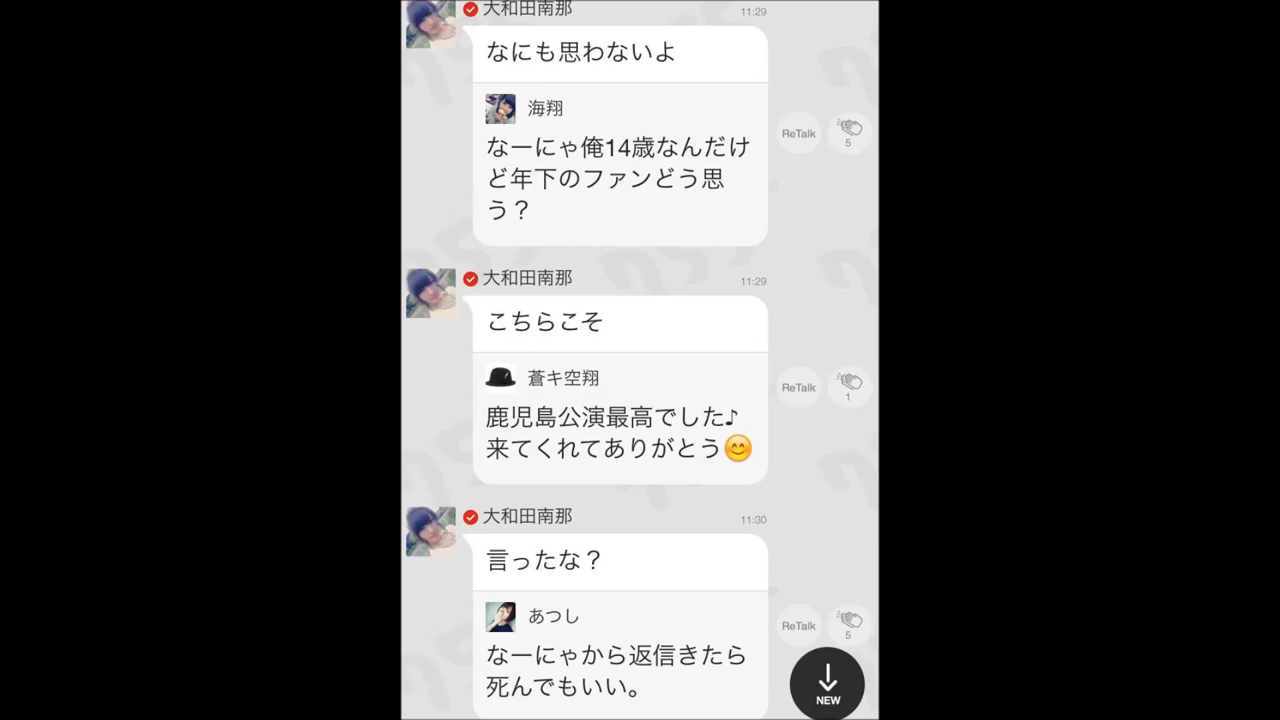 大和田南那
11:29
なにも思わないよ
海翔
なーにゃ俺14歳なんだけ
ど年下のファンどう思
う？
ReTalk
5
大和田南那
11:29
こちらこそ
蒼キ空翔
鹿児島公演最高でした♪
来てくれてありがとう😊
ReTalk
1
大和田南那
11:30
言ったな？
あつし
なーにゃから返信きたら
死んでもいい。
ReTalk
5
NEW